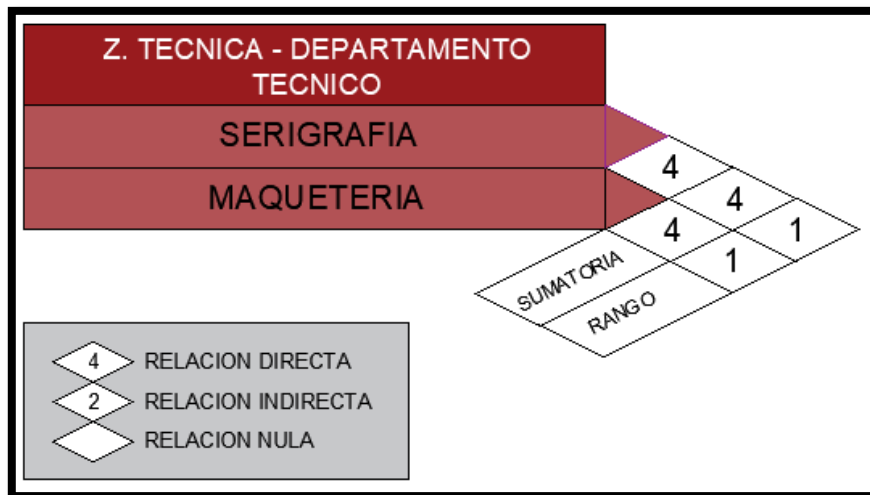 Z. TECNICA - DEPARTAMENTO
TECNICO
SERIGRAFIA
MAQUETERIA
4
4
4
1
1
SUMATORIA
RANGO
4 RELACION DIRECTA
2 RELACION INDIRECTA
RELACION NULA